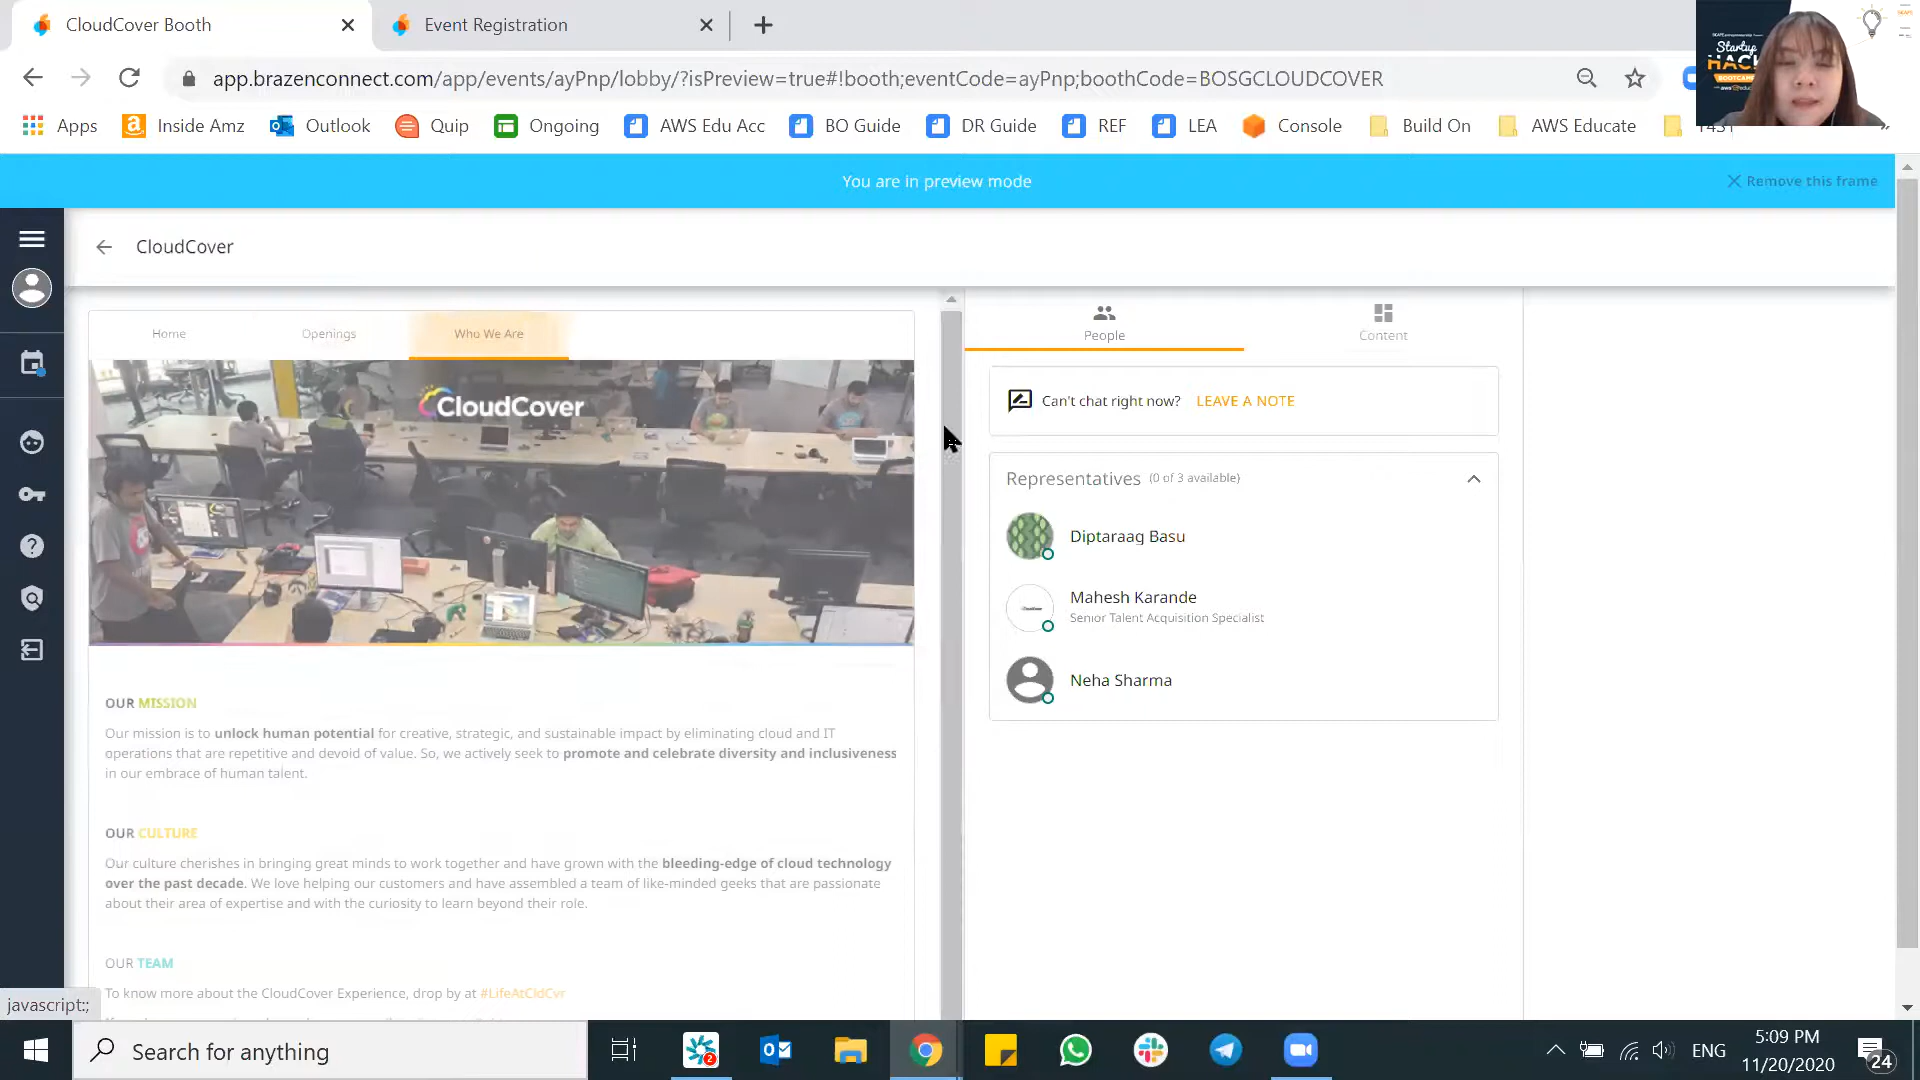 CloudCover Booth
Event Registration
app.brazenconnect.com/app/events/ayPnp/lobby/?isPreview=true#!booth;eventCode=ayPnp;boothCode=BOSGCLOUDCOVER
Startup
HACK
BOOTCAMP
Apps
Inside Amz
Outlook
Quip
Ongoing
AWS Edu Acc
BO Guide
DR Guide
REF
LEA
Console
Build On
AWS Educate
You are in preview mode
Remove this frame
CloudCover
Home
Openings
Who We Are
CloudCover
OUR MISSION
Our mission is to unlock human potential for creative, strategic, and sustainable impact by eliminating cloud and IT
operations that are repetitive and devoid of value. So, we actively seek to promote and celebrate diversity and inclusiveness
in our embrace of human talent.
OUR CULTURE
Our culture cherishes in bringing great minds to work together and have grown with the bleeding-edge of cloud technology
over the past decade. We love helping our customers and have assembled a team of like-minded geeks that are passionate
about their area of expertise and with the curiosity to learn beyond their role.
OUR TEAM
To know more about the CloudCover Experience, drop by at #LifeAtCldCvr
People
Content
Can't chat right now? LEAVE A NOTE
Representatives (0 of 3 available)
Diptaraag Basu
Mahesh Karande
Senior Talent Acquisition Specialist
Neha Sharma
javascript:;
Search for anything
2
ENG
5:09 PM
11/20/2020
24